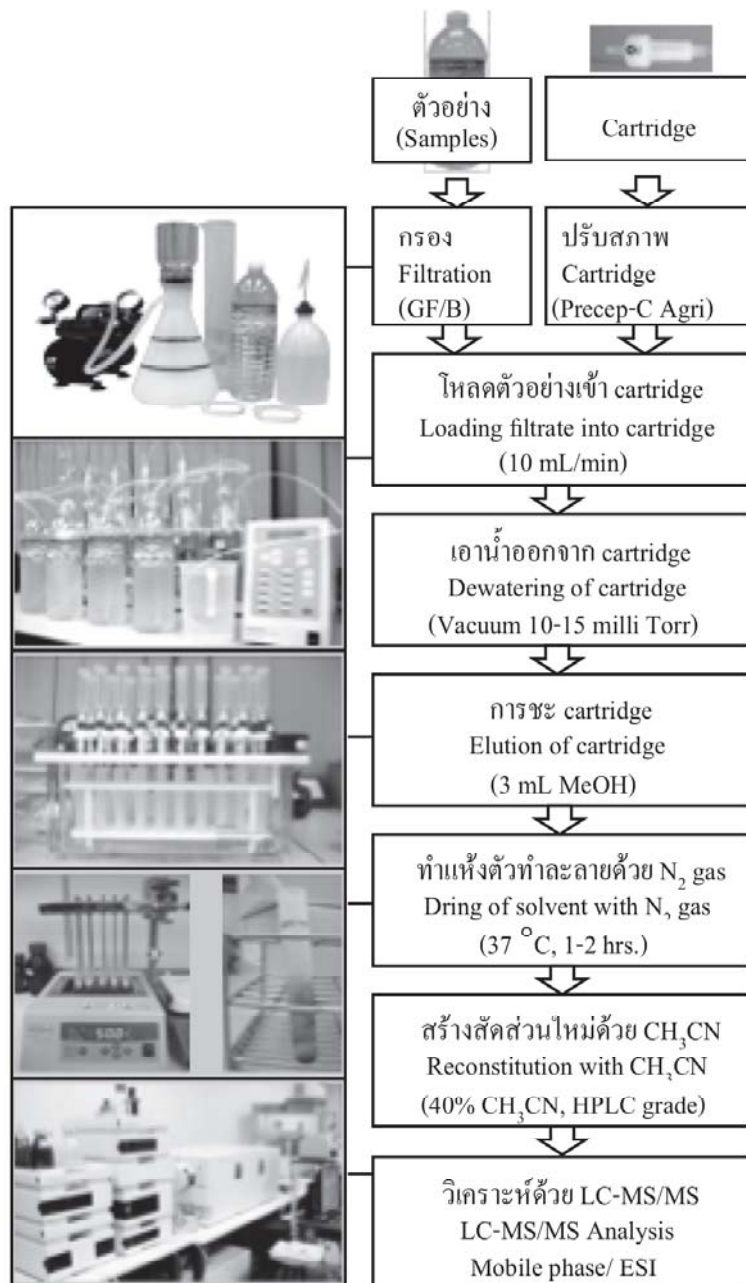 ตัวอย่าง
(Samples)
Cartridge
กรอง
Filtration
(GF/B)
ปรับสภาพ
Cartridge
(Precep-C Agri)
โหลดตัวอย่างเข้า cartridge
Loading filtrate into cartridge
(10 mL/min)
เอาน้ำออกจาก cartridge
Dewatering of cartridge
(Vacuum 10-15 milli Torr)
การชะ cartridge
Elution of cartridge
(3 mL MeOH)
ทำแห้งตัวทำละลายด้วย N₂ gas
Dring of solvent with N₂ gas
(37 °C, 1-2 hrs.)
สร้างสัดส่วนใหม่ด้วย CH₃CN
Reconstitution with CH₃CN
(40% CH₃CN, HPLC grade)
วิเคราะห์ด้วย LC-MS/MS
LC-MS/MS Analysis
Mobile phase/ ESI